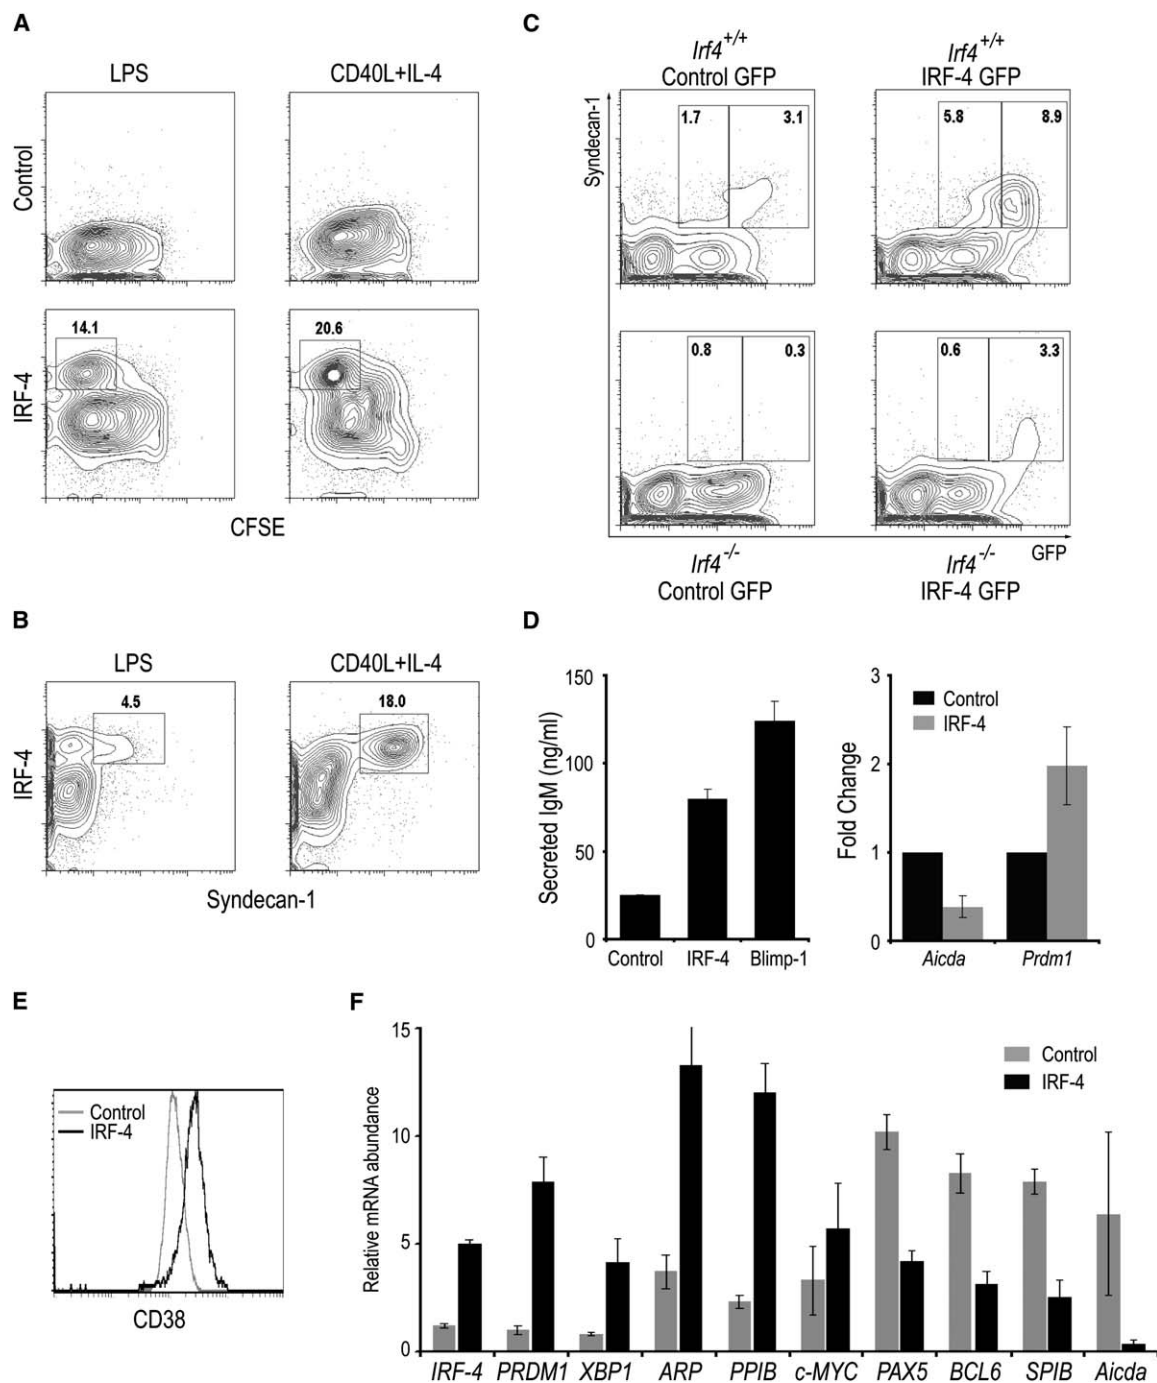 A
LPS
CD40L+IL-4
Control
IRF-4
14.1
20.6
CFSE
B
LPS
CD40L+IL-4
IRF-4
4.5
18.0
Syndecan-1
C
Irf4+/+
Control GFP
Irf4+/+
IRF-4 GFP
Syndecan-1
1.7
3.1
5.8
8.9
0.8
0.3
0.6
3.3
GFP
Irf4-/-
Control GFP
Irf4-/-
IRF-4 GFP
D
Secreted IgM (ng/ml)
150
100
50
0
Control IRF-4 Blimp-1
Fold Change
3
2
1
0
Control
IRF-4
Aicda Prdm1
E
Control
IRF-4
CD38
F
Relative mRNA abundance
15
10
5
0
Control
IRF-4
IRF-4 PRDM1 XBP1 ARP PPIB c-MYC PAX5 BCL6 SPIB Aicda